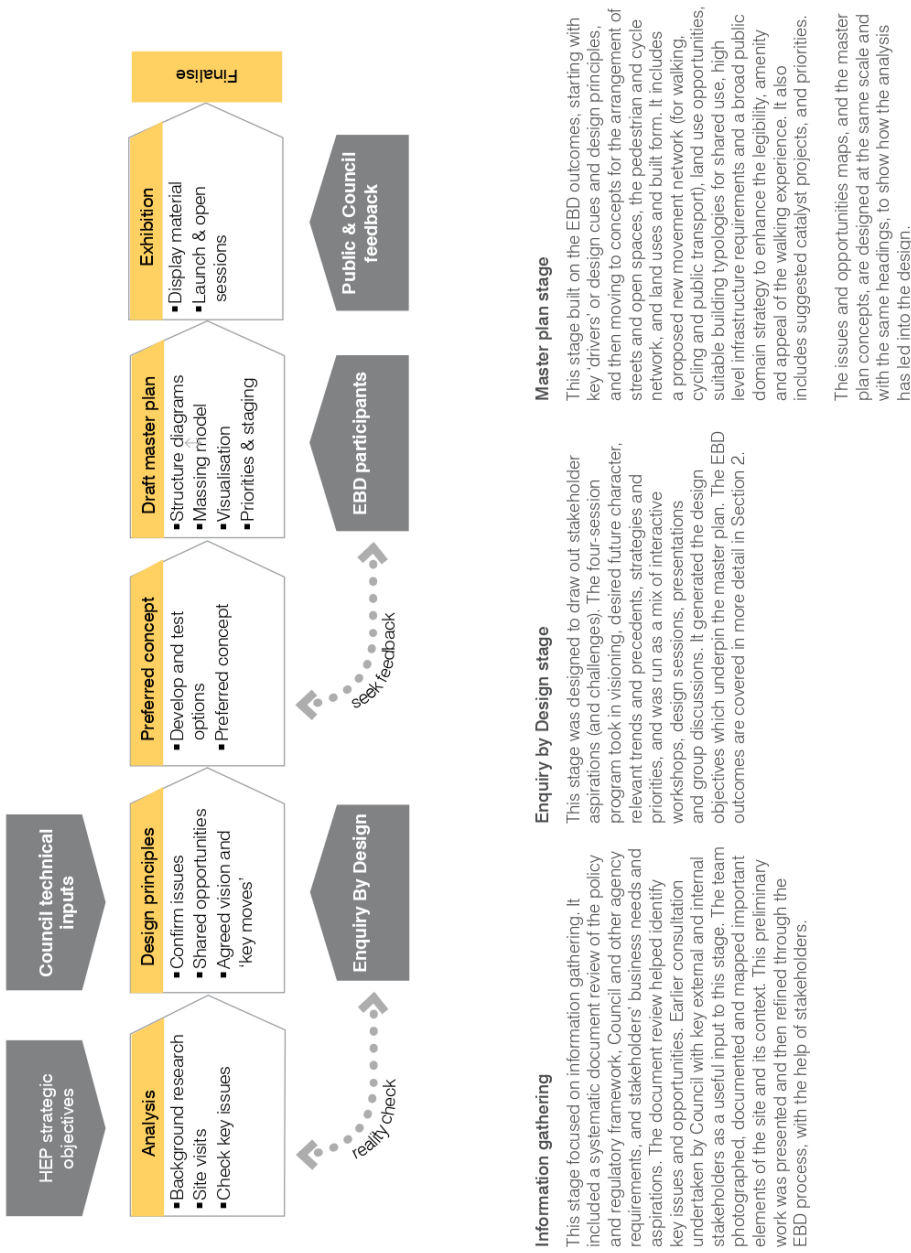 HEP strategic
objectives
Council technical
inputs
Analysis
▪Background research
▪Site visits
▪Check key issues
Design principles
▪Confirm issues
▪Shared opportunities
▪Agreed vision and
‘key moves’
Preferred concept
▪Develop and test
options
▪Preferred concept
Draft master plan
▪Structure diagrams
▪Massing model
▪Visualisation
▪Priorities & staging
Exhibition
▪Display material
▪Launch & open
sessions
Finalise
reality check
Enquiry By Design
seek feedback
EBD participants
Public & Council
feedback
Information gathering
This stage focused on information gathering. It
included a systematic document review of the policy
and regulatory framework, Council and other agency
requirements, and stakeholders’ business needs and
aspirations. The document review helped identify
key issues and opportunities. Earlier consultation
undertaken by Council with key external and internal
stakeholders as a useful input to this stage. The team
photographed, documented and mapped important
elements of the site and its context. This preliminary
work was presented and then refined through the
EBD process, with the help of stakeholders.
Enquiry by Design stage
This stage was designed to draw out stakeholder
aspirations (and challenges). The four-session
program took in visioning, desired future character,
relevant trends and precedents, strategies and
priorities, and was run as a mix of interactive
workshops, design sessions, presentations
and group discussions. It generated the design
objectives which underpin the master plan. The EBD
outcomes are covered in more detail in Section 2.
Master plan stage
This stage built on the EBD outcomes, starting with
key ‘drivers’ or design cues and design principles,
and then moving to concepts for the arrangement of
streets and open spaces, the pedestrian and cycle
network, and land uses and built form. It includes
a proposed new movement network (for walking,
cycling and public transport), land use opportunities,
suitable building typologies for shared use, high
level infrastructure requirements and a broad public
domain strategy to enhance the legibility, amenity
and appeal of the walking experience. It also
includes suggested catalyst projects, and priorities.
The issues and opportunities maps, and the master
plan concepts, are designed at the same scale and
with the same headings, to show how the analysis
has led into the design.